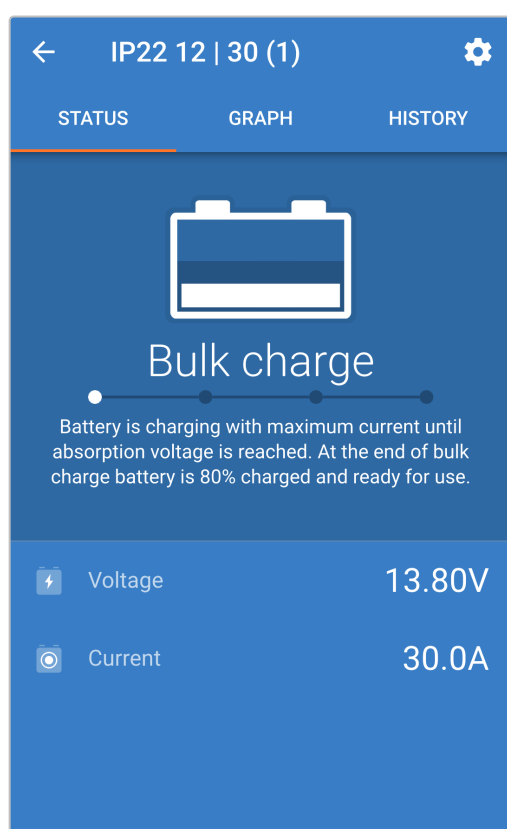 IP22 12 | 30 (1)
STATUS GRAPH HISTORY
Bulk charge
Battery is charging with maximum current until
absorption voltage is reached. At the end of bulk
charge battery is 80% charged and ready for use.
Voltage 13.80V
Current 30.0A